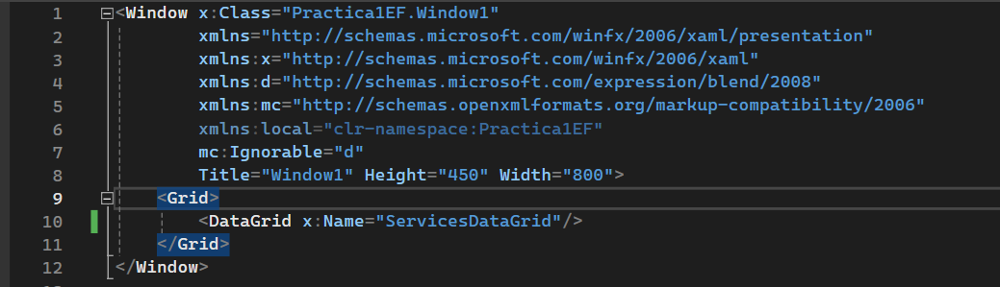 1 <Window x:Class="Practica1EF.Window1"
2 xmlns="http://schemas.microsoft.com/winfx/2006/xaml/presentation"
3 xmlns:x="http://schemas.microsoft.com/winfx/2006/xaml"
4 xmlns:d="http://schemas.microsoft.com/expression/blend/2008"
5 xmlns:mc="http://schemas.openxmlformats.org/markup-compatibility/2006"
6 xmlns:local="clr-namespace:Practica1EF"
7 mc:Ignorable="d"
8 Title="Window1" Height="450" Width="800">
9 <Grid>
10 <DataGrid x:Name="ServicesDataGrid"/>
11 </Grid>
12 </Window>